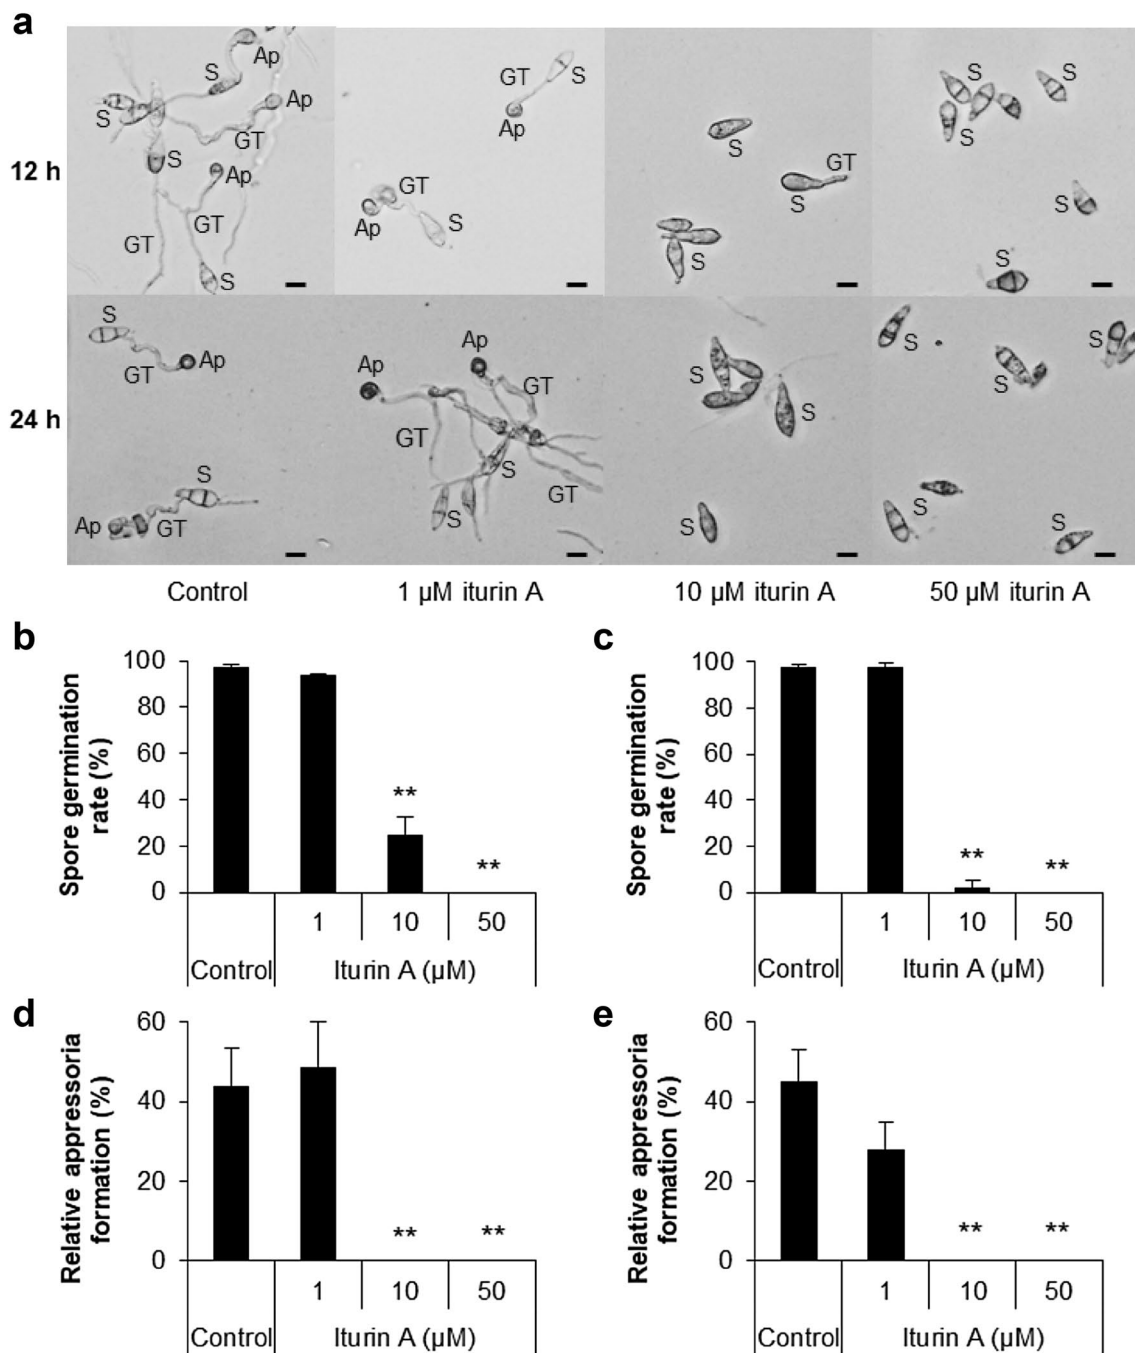 a
12 h
S
Ap
S
Ap
GT
S
Ap
GT
GT
S
GT
S
Ap
GT
Ap
S
S
GT
S
S
S
S
S
S
24 h
S
GT
Ap
S
Ap
GT
Ap
Ap
GT
GT
S
GT
S
S
S
S
S
S
S
S
S
Control
1 µM iturin A
10 µM iturin A
50 µM iturin A
b
Spore germination
rate (%)
100
80
60
40
20
0
**
**
1
10
50
Control
Iturin A (µM)
c
Spore germination
rate (%)
100
80
60
40
20
0
**
**
1
10
50
Control
Iturin A (µM)
d
Relative appressoria
formation (%)
60
40
20
0
**
**
1
10
50
Control
Iturin A (µM)
e
Relative appressoria
formation (%)
60
40
20
0
**
**
1
10
50
Control
Iturin A (µM)